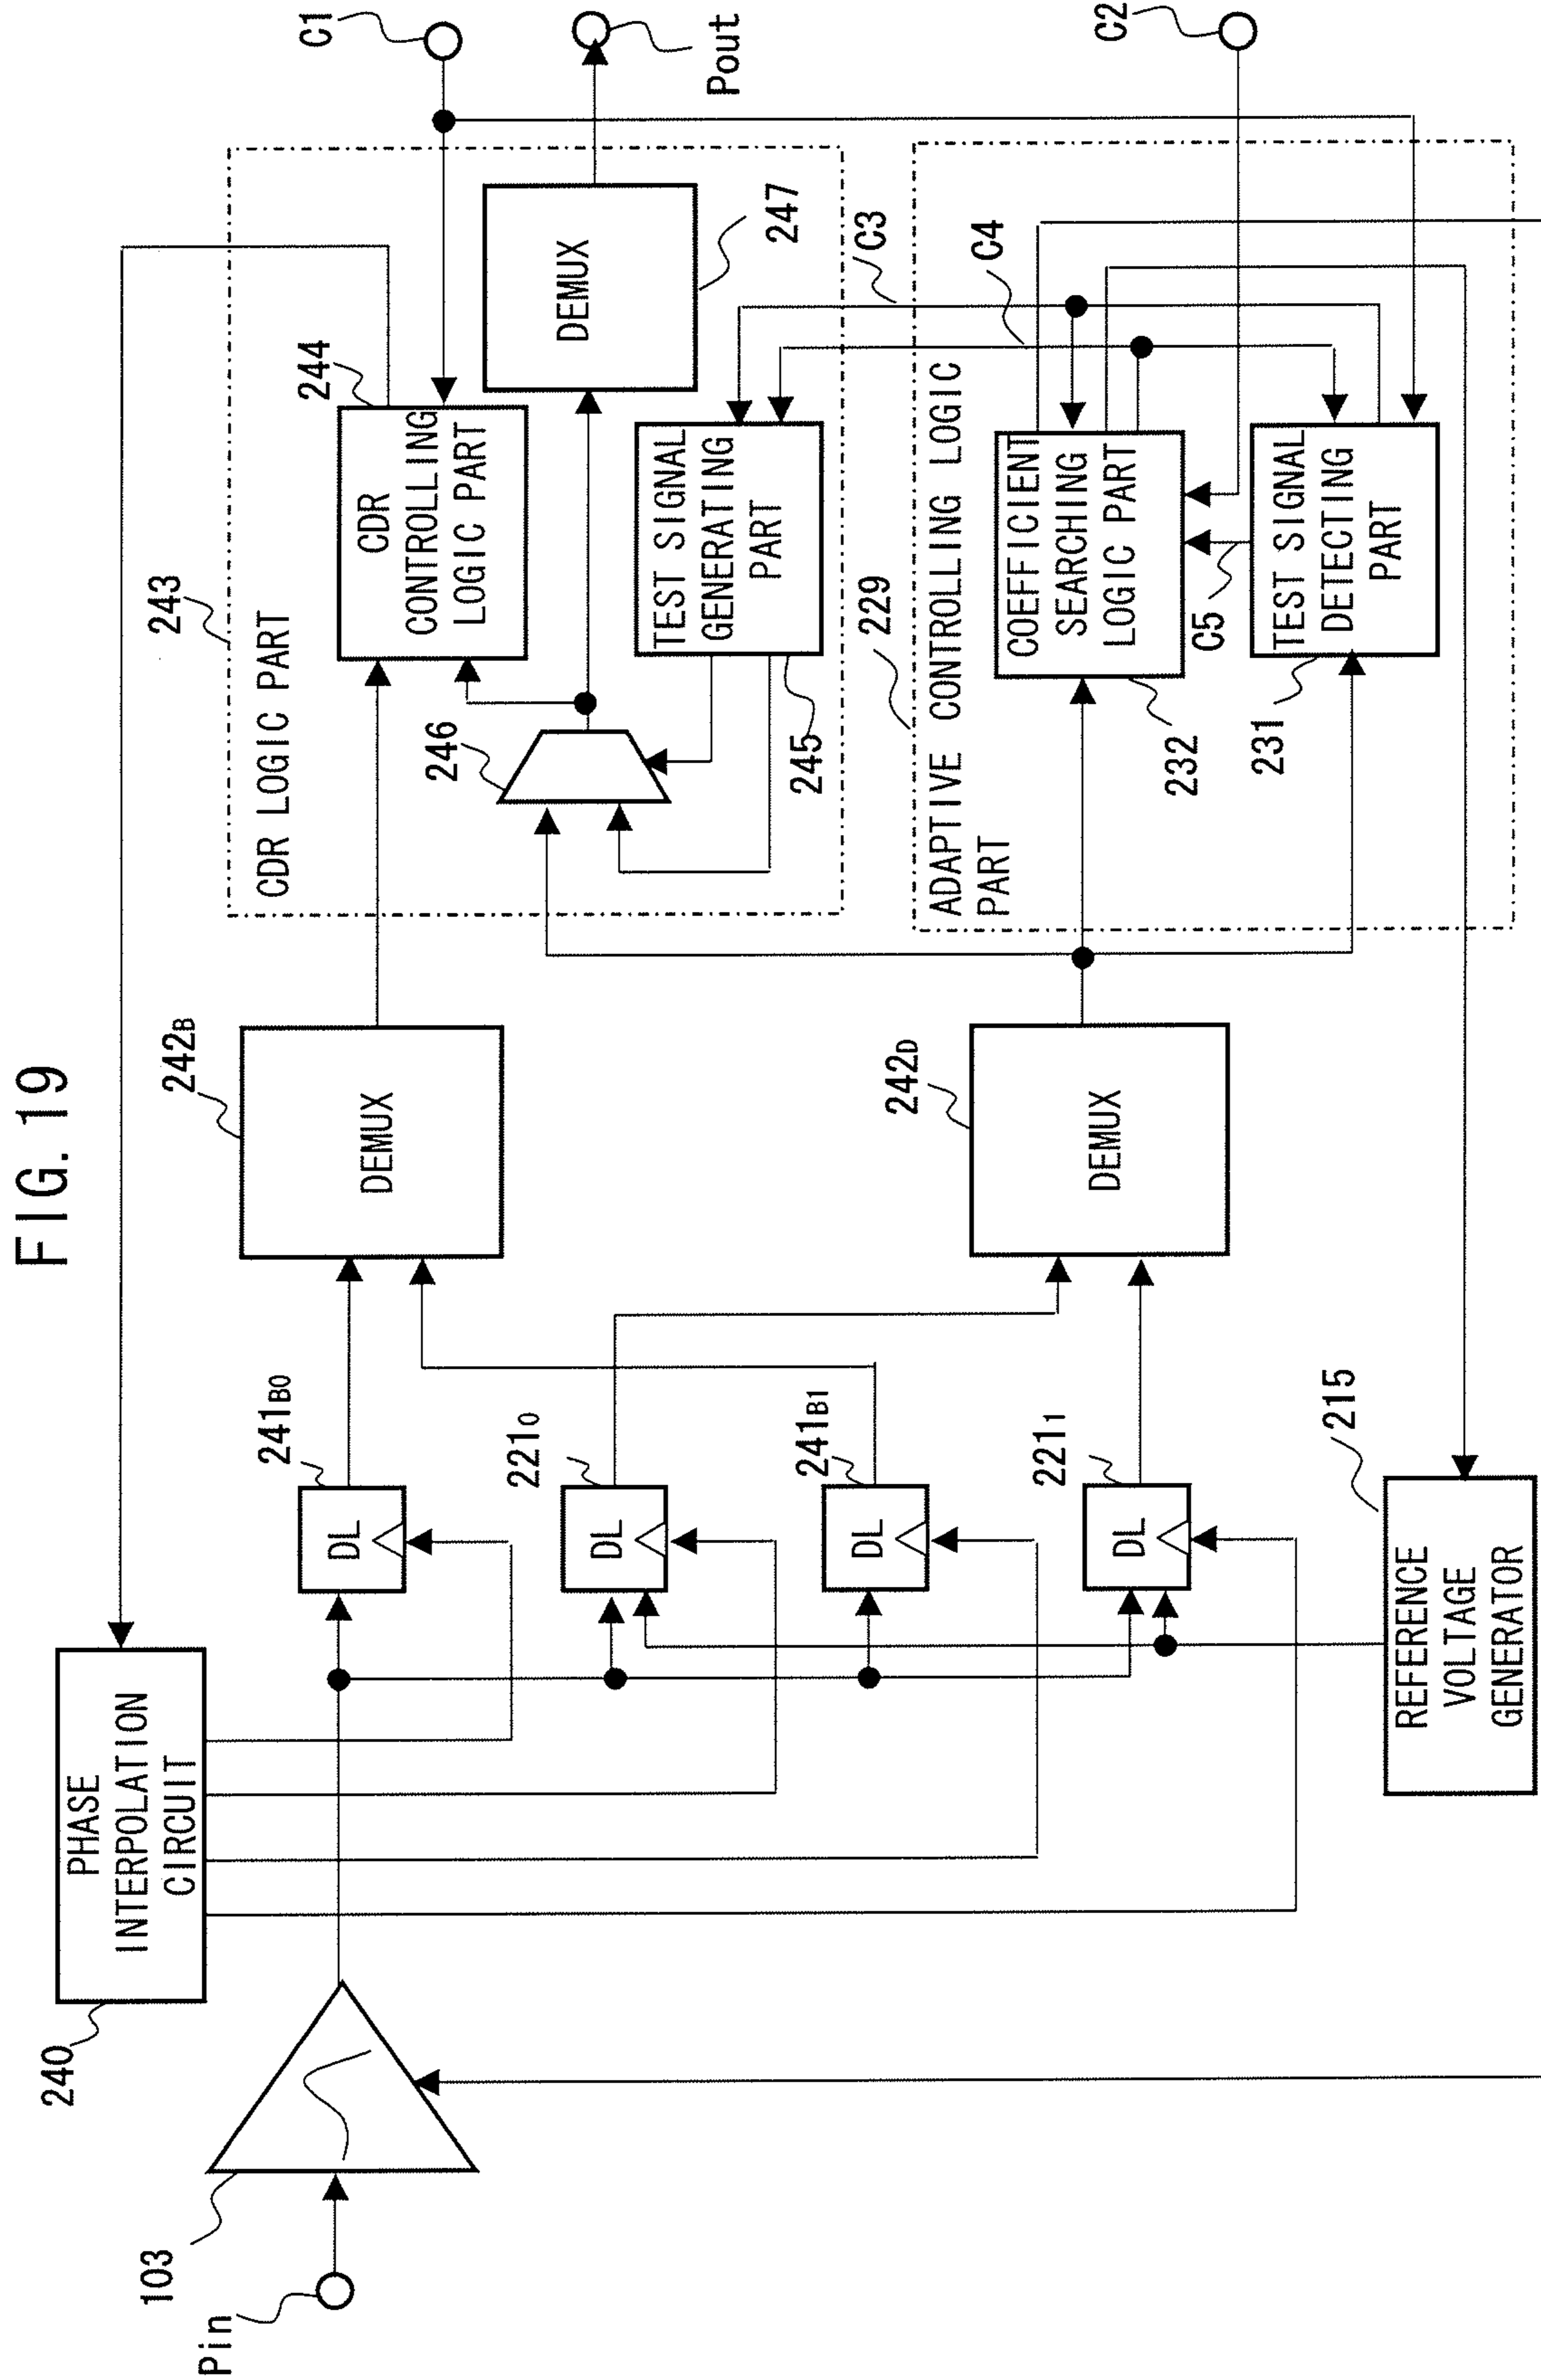 FIG. 19
240
PHASE
INTERPOLATION
CIRCUIT
Pin
103
241B0
DL
2210
DL
241B1
DL
2211
DL
215
REFERENCE
VOLTAGE
GENERATOR
242B
DEMUX
242D
DEMUX
243
CDR LOGIC PART
244
CDR
CONTROLLING
LOGIC PART
246
245
TEST SIGNAL
GENERATING
PART
DEMUX
247
C1
Pout
C3
C4
229
ADAPTIVE CONTROLLING LOGIC
PART
COEFFICIENT
SEARCHING
LOGIC PART
232
C5
231
TEST SIGNAL
DETECTING
PART
C2